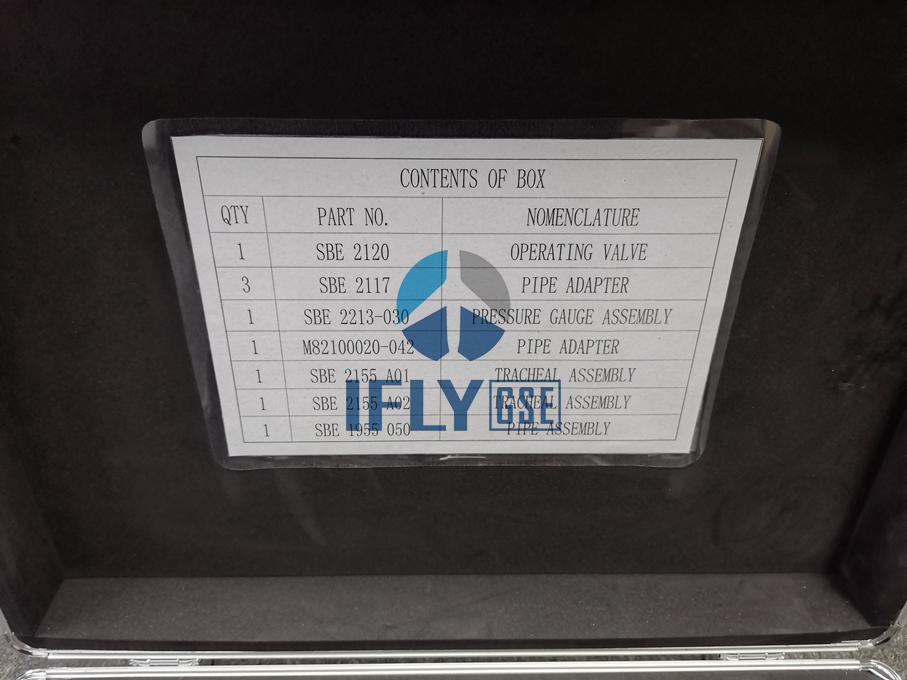 CONTENTS OF BOX
QTY PART NO. NOMENCLATURE
1 SBE 2120 OPERATING VALVE
3 SBE 2117 PIPE ADAPTER
1 SBE 2213-030 PRESSURE GAUGE ASSEMBLY
1 M82100020-042 PIPE ADAPTER
1 SBE 2155 A01 TRACHEAL ASSEMBLY
1 SBE 2155 A02 TRACHEAL ASSEMBLY
1 SBE 1955 050 PIPE ASSEMBLY
IFLY GSE